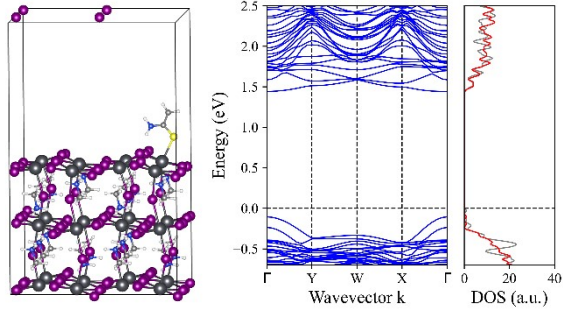 2.5
2.0
1.5
1.0
0.5
0.0
−0.5
Energy (eV)
Γ Y W X Γ
Wavevector k
0 20 40
DOS (a.u.)